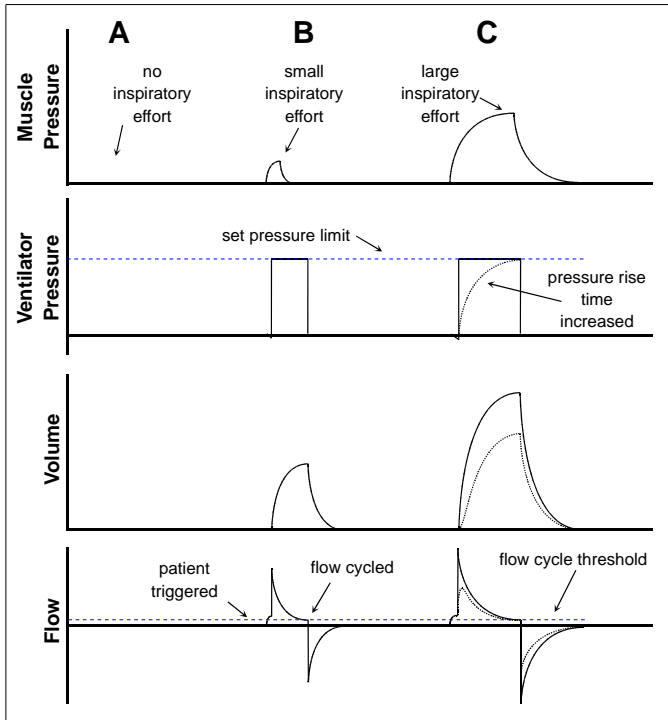 A
B
C
no
inspiratory
effort
small
inspiratory
effort
large
inspiratory
effort
Muscle
Pressure
set pressure limit
pressure rise
time
increased
Ventilator
Pressure
Volume
patient
triggered
flow cycled
flow cycle threshold
Flow